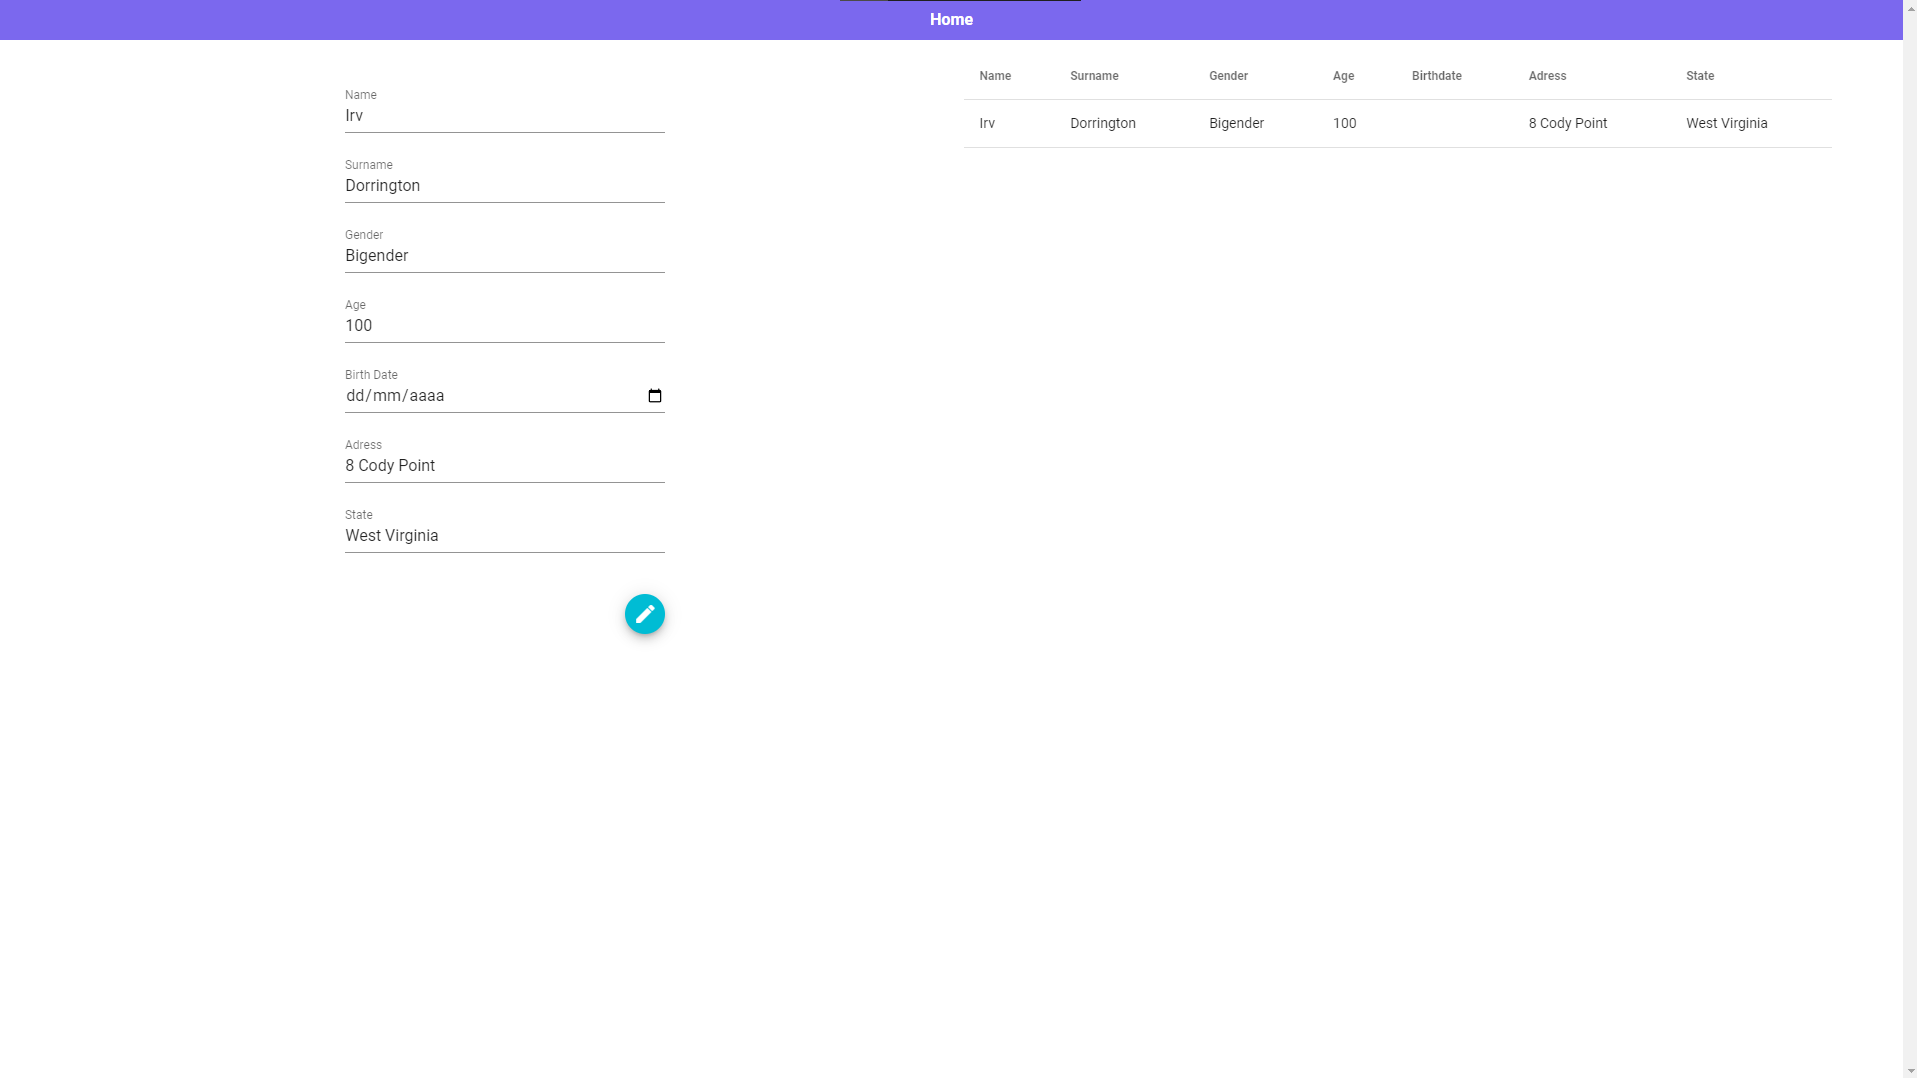 Home
Name
Irv
Surname
Dorrington
Gender
Bigender
Age
100
Birth Date
dd/mm/aaaa
Adress
8 Cody Point
State
West Virginia
Name Surname Gender Age Birthdate Adress State
Irv Dorrington Bigender 100 8 Cody Point West Virginia